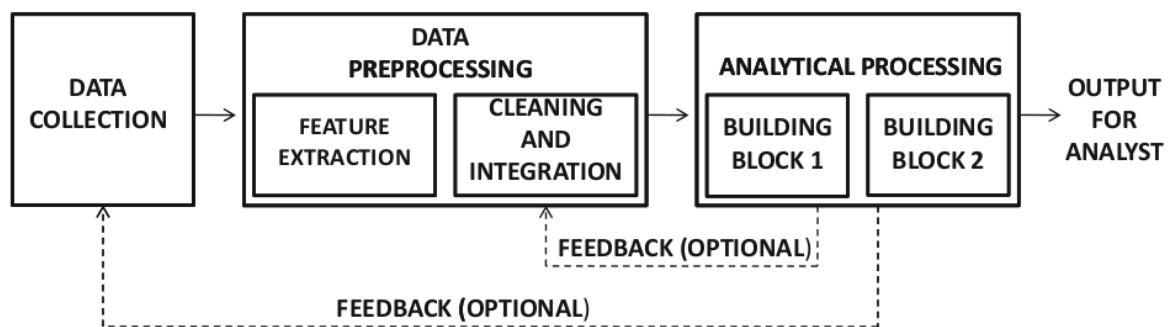 DATA
COLLECTION
DATA
PREPROCESSING
FEATURE
EXTRACTION
CLEANING
AND
INTEGRATION
ANALYTICAL PROCESSING
BUILDING
BLOCK 1
BUILDING
BLOCK 2
OUTPUT
FOR
ANALYST
FEEDBACK (OPTIONAL)
FEEDBACK (OPTIONAL)